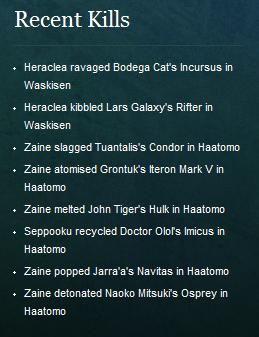 Recent Kills
Heraclea ravaged Bodega Cat's Incursus in
Waskisen
Heraclea kibbled Lars Galaxy's Rifter in
Waskisen
Zaine slagged Tuantalis's Condor in Haatomo
Zaine atomised Grontuk's Iteron Mark V in
Haatomo
Zaine melted John Tiger's Hulk in Haatomo
Seppooku recycled Doctor Olol's Imicus in
Haatomo
Zaine popped Jarra'a's Navitas in Haatomo
Zaine detonated Naoko Mitsuki's Osprey in
Haatomo